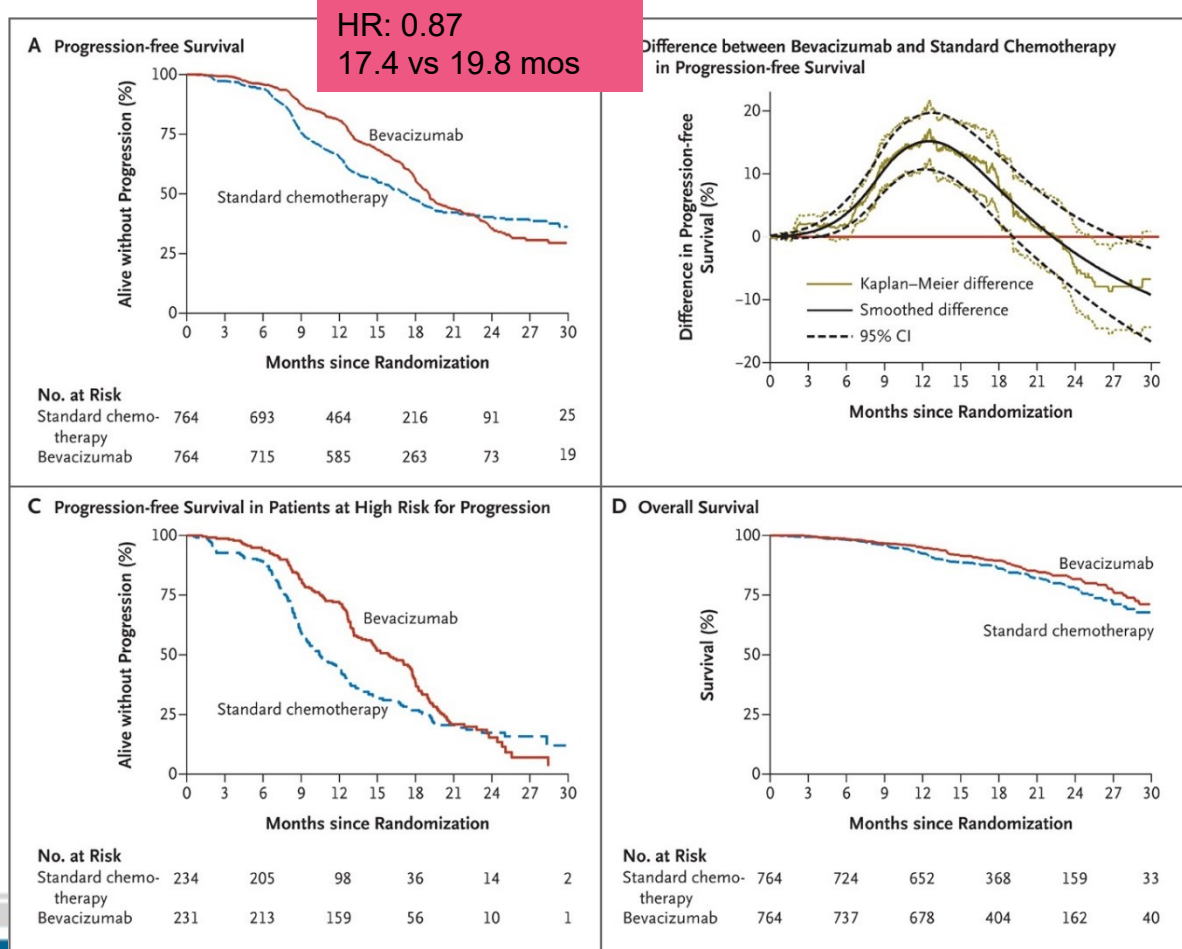 HR: 0.87
17.4 vs 19.8 mos
A Progression-free Survival
Alive without Progression (%)
100
75
50
25
0
Bevacizumab
Standard chemotherapy
0 3 6 9 12 15 18 21 24 27 30
Months since Randomization
No. at Risk
Standard chemo- 764 693 464 216 91 25
therapy
Bevacizumab 764 715 585 263 73 19
Difference between Bevacizumab and Standard Chemotherapy
in Progression-free Survival
Difference in Progression-free
Survival (%)
20
10
0
−10
−20
Kaplan–Meier difference
Smoothed difference
95% CI
0 3 6 9 12 15 18 21 24 27 30
Months since Randomization
C Progression-free Survival in Patients at High Risk for Progression
Alive without Progression (%)
100
75
50
25
0
Bevacizumab
Standard chemotherapy
0 3 6 9 12 15 18 21 24 27 30
Months since Randomization
No. at Risk
Standard chemo- 234 205 98 36 14 2
therapy
Bevacizumab 231 213 159 56 10 1
D Overall Survival
Survival (%)
100
75
50
25
0
Bevacizumab
Standard chemotherapy
0 3 6 9 12 15 18 21 24 27 30
Months since Randomization
No. at Risk
Standard chemo- 764 724 652 368 159 33
therapy
Bevacizumab 764 737 678 404 162 40